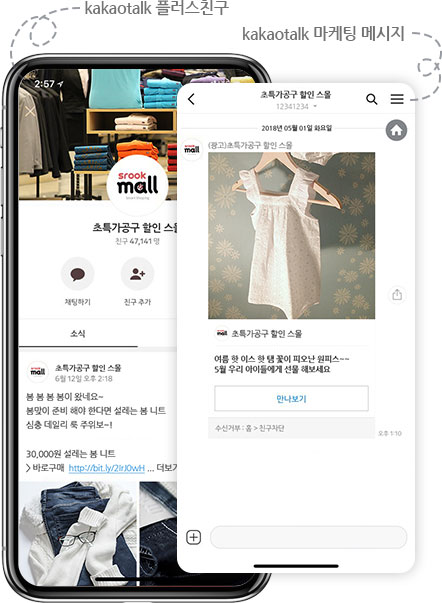 kakaotalk 플러스친구
kakaotalk 마케팅 메시지
2:57
srook
mall
초특가공구 할인 스몰
친구 47,141 명
채팅하기
친구 추가
소식
srook
mall
초특가공구 할인 스몰
6월 12일 오후 2:18
봄 봄 봄 봄이 왔네요~
봄맞이 준비 해야 한다면 설레는 봄 니트
심층 데일리 룩 주위보~!
30,000원 설레는 봄 니트
> 바로구매 http://bit.ly/2IrJ0wH ... 더보기
초특가공구 할인 스몰
12341234
2018년 05월 01일 화요일
srook
mall
(광고)초특가공구 할인 스몰
srook
mall
초특가공구 할인 스몰
여름 핫 이스 핫 탬 꽃이 피오난 원피스~~
5월 우리 아이들에게 선물 해보세요
만나보기
수신거부 : 홈 > 친구차단
오후 1:10